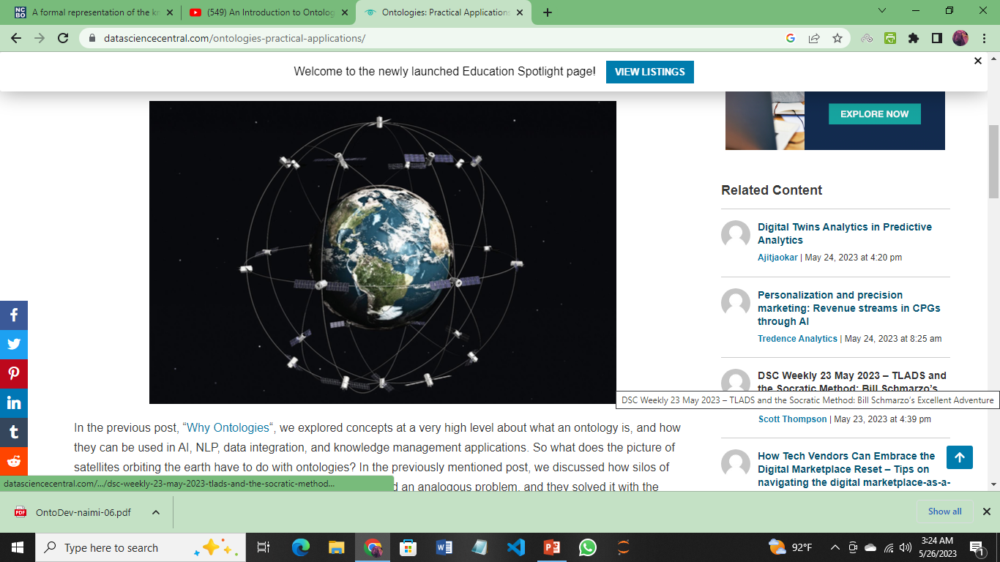 A formal representation of the kn
(549) An Introduction to Ontolog
Ontologies: Practical Applications
datasciencecentral.com/ontologies-practical-applications/
Welcome to the newly launched Education Spotlight page!
VIEW LISTINGS
EXPLORE NOW
Related Content
Digital Twins Analytics in Predictive
Analytics
Ajitjaokar | May 24, 2023 at 4:20 pm
Personalization and precision
marketing: Revenue streams in CPGs
through AI
Tredence Analytics | May 24, 2023 at 8:25 am
DSC Weekly 23 May 2023 – TLADS and
the Socratic Method: Bill Schmarzo's
DSC Weekly 23 May 2023 – TLADS and the Socratic Method: Bill Schmarzo's Excellent Adventure
Scott Thompson | May 23, 2023 at 4:39 pm
How Tech Vendors Can Embrace the
Digital Marketplace Reset – Tips on
navigating the digital marketplace-as-a-
In the previous post, “Why Ontologies“, we explored concepts at a very high level about what an ontology is, and how
they can be used in AI, NLP, data integration, and knowledge management applications. So what does the picture of
satellites orbiting the earth have to do with ontologies? In the previously mentioned post, we discussed how silos of
d an analogous problem, and they solved it with the
datasciencecentral.com/.../dsc-weekly-23-may-2023-tlads-and-the-socratic-method...
OntoDev-naimi-06.pdf
Show all
Type here to search
92°F
3:24 AM
5/26/2023
1